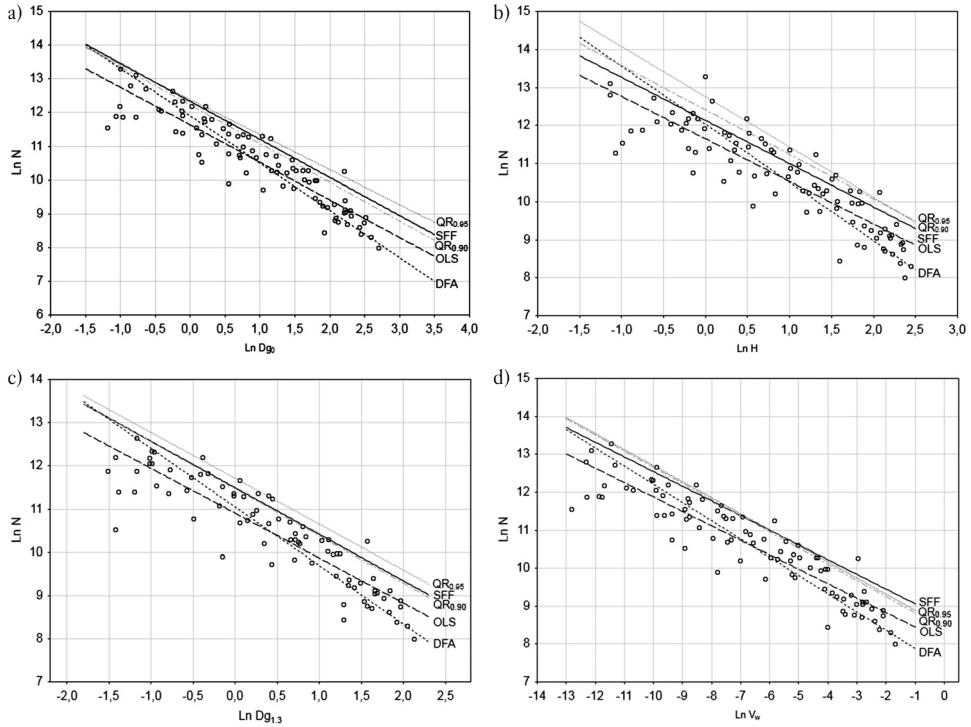 a)
15
14
13
12
11
10
9
8
7
6
Ln N
-2,0 -1,5 -1,0 -0,5 0,0 0,5 1,0 1,5 2,0 2,5 3,0 3,5 4,0
Ln Dg0
QR0.95
SFF
QR0.90
OLS
DFA
b)
15
14
13
12
11
10
9
8
7
Ln N
-2,0 -1,5 -1,0 -0,5 0,0 0,5 1,0 1,5 2,0 2,5 3,0
Ln H
QR0.95
QR0.90
SFF
OLS
DFA
c)
14
13
12
11
10
9
8
7
Ln N
-2,0 -1,5 -1,0 -0,5 0,0 0,5 1,0 1,5 2,0 2,5
Ln Dg1.3
QR0.95
SFF
QR0.90
OLS
DFA
d)
15
14
13
12
11
10
9
8
7
Ln N
-14 -13 -12 -11 -10 -9 -8 -7 -6 -5 -4 -3 -2 -1 0
Ln Vw
SFF
QR0.95
QR0.90
OLS
DFA